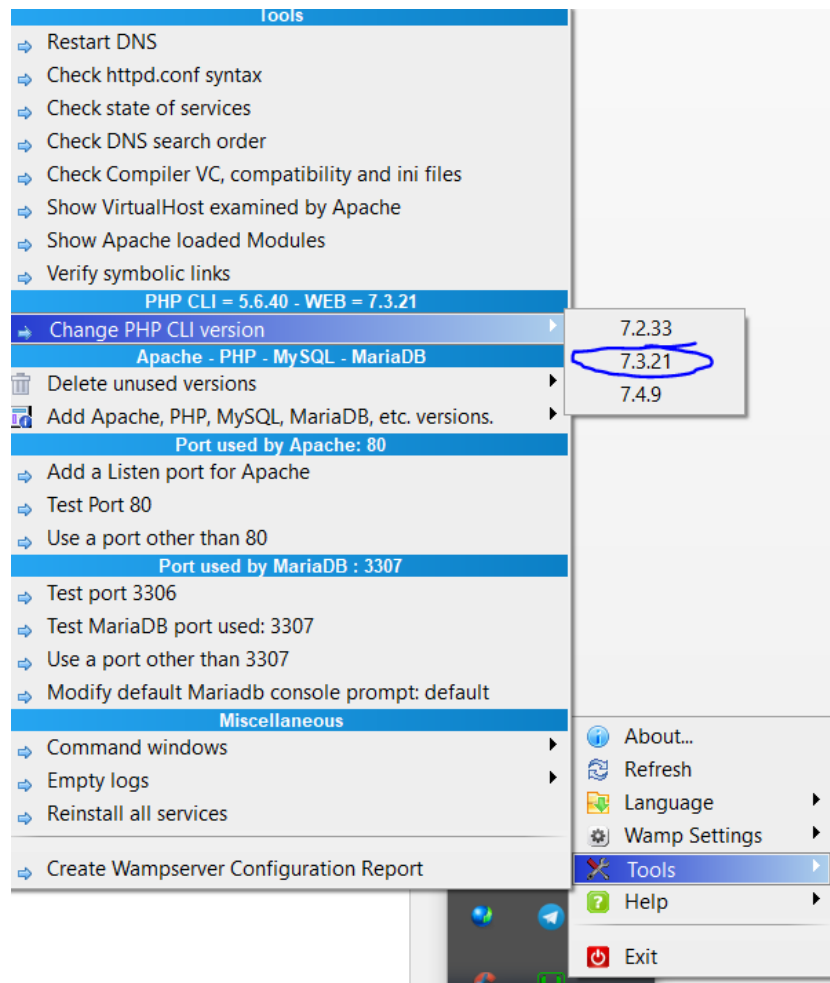 Tools
Restart DNS
Check httpd.conf syntax
Check state of services
Check DNS search order
Check Compiler VC, compatibility and ini files
Show VirtualHost examined by Apache
Show Apache loaded Modules
Verify symbolic links
PHP CLI = 5.6.40 - WEB = 7.3.21
Change PHP CLI version
7.2.33
7.3.21
7.4.9
Apache - PHP - MySQL - MariaDB
Delete unused versions
Add Apache, PHP, MySQL, MariaDB, etc. versions.
Port used by Apache: 80
Add a Listen port for Apache
Test Port 80
Use a port other than 80
Port used by MariaDB : 3307
Test port 3306
Test MariaDB port used: 3307
Use a port other than 3307
Modify default Mariadb console prompt: default
Miscellaneous
Command windows
Empty logs
Reinstall all services
Create Wampserver Configuration Report
About...
Refresh
Language
Wamp Settings
Tools
Help
Exit